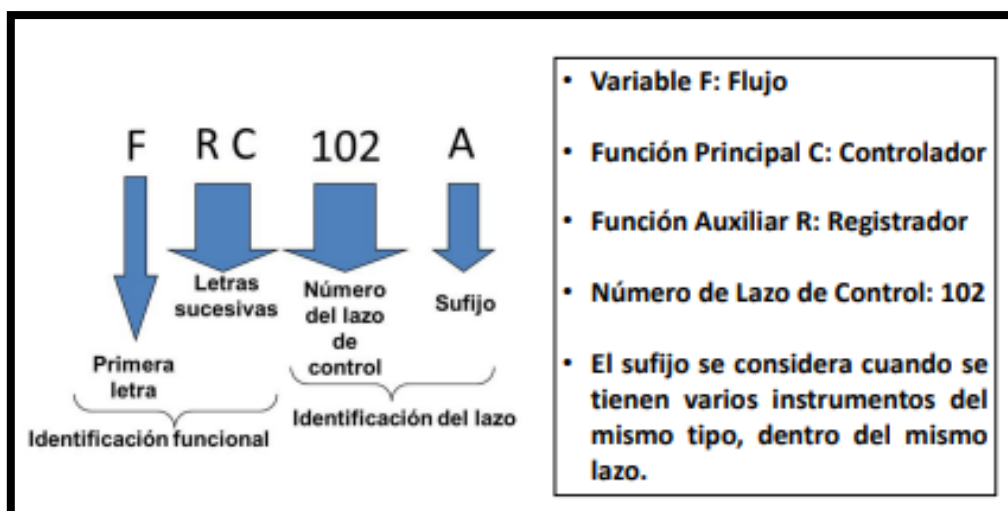 F R C 102 A
Letras
sucesivas
Número
del lazo
de
control
Sufijo
Primera
letra
Identificación funcional
Identificación del lazo
• Variable F: Flujo
• Función Principal C: Controlador
• Función Auxiliar R: Registrador
• Número de Lazo de Control: 102
• El sufijo se considera cuando se
tienen varios instrumentos del
mismo tipo, dentro del mismo
lazo.